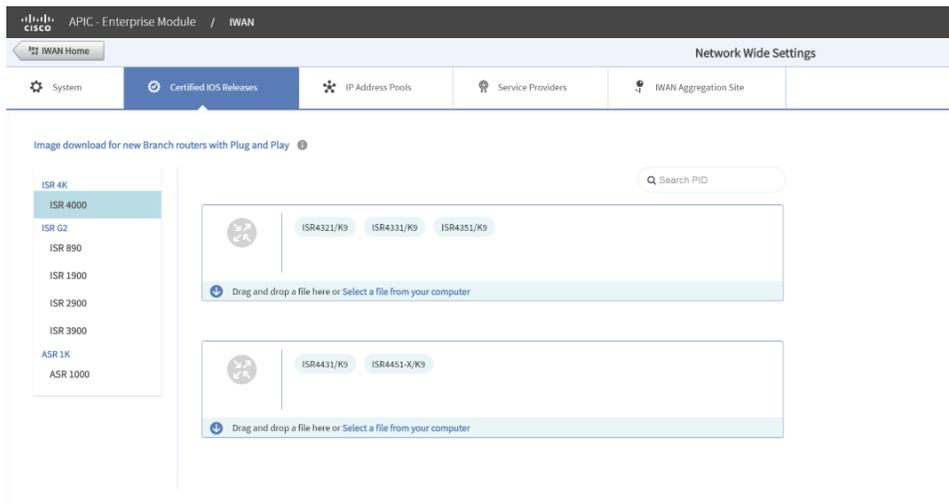 CISCO APIC - Enterprise Module / IWAN
IWAN Home
Network Wide Settings
System Certified IOS Releases IP Address Pools Service Providers IWAN Aggregation Site
Image download for new Branch routers with Plug and Play
Search PID
ISR 4K
ISR 4000
ISR G2
ISR 890
ISR 1900
ISR 2900
ISR 3900
ASR 1K
ASR 1000
ISR4321/K9 ISR4331/K9 ISR4351/K9
Drag and drop a file here or Select a file from your computer
ISR4431/K9 ISR4451-X/K9
Drag and drop a file here or Select a file from your computer